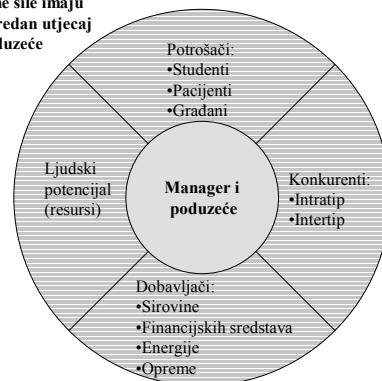 ne sile imaju
redan utjecaj
oduzeće
Potrošači:
•Studenti
•Pacijenti
•Građani
Ljudski
potencijal
(resursi)
Manager i
poduzeće
Konkurenti:
•Intratip
•Intertip
Dobavljači:
•Sirovine
•Financijskih sredstava
•Energije
•Opreme